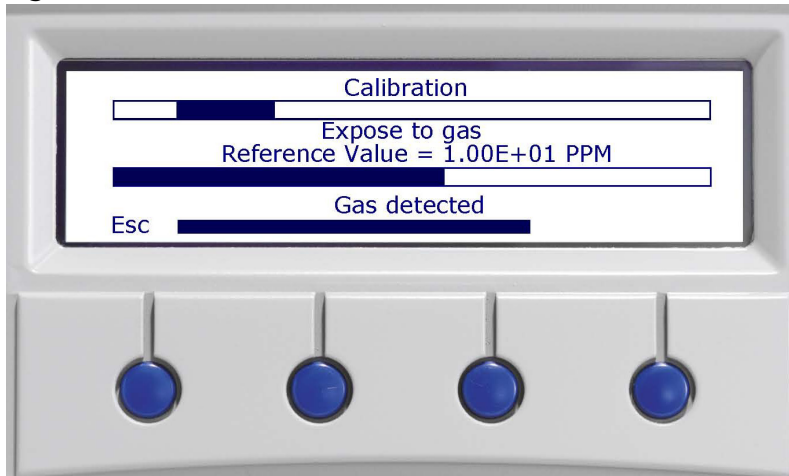 Calibration
Expose to gas
Reference Value = 1.00E+01 PPM
Gas detected
Esc